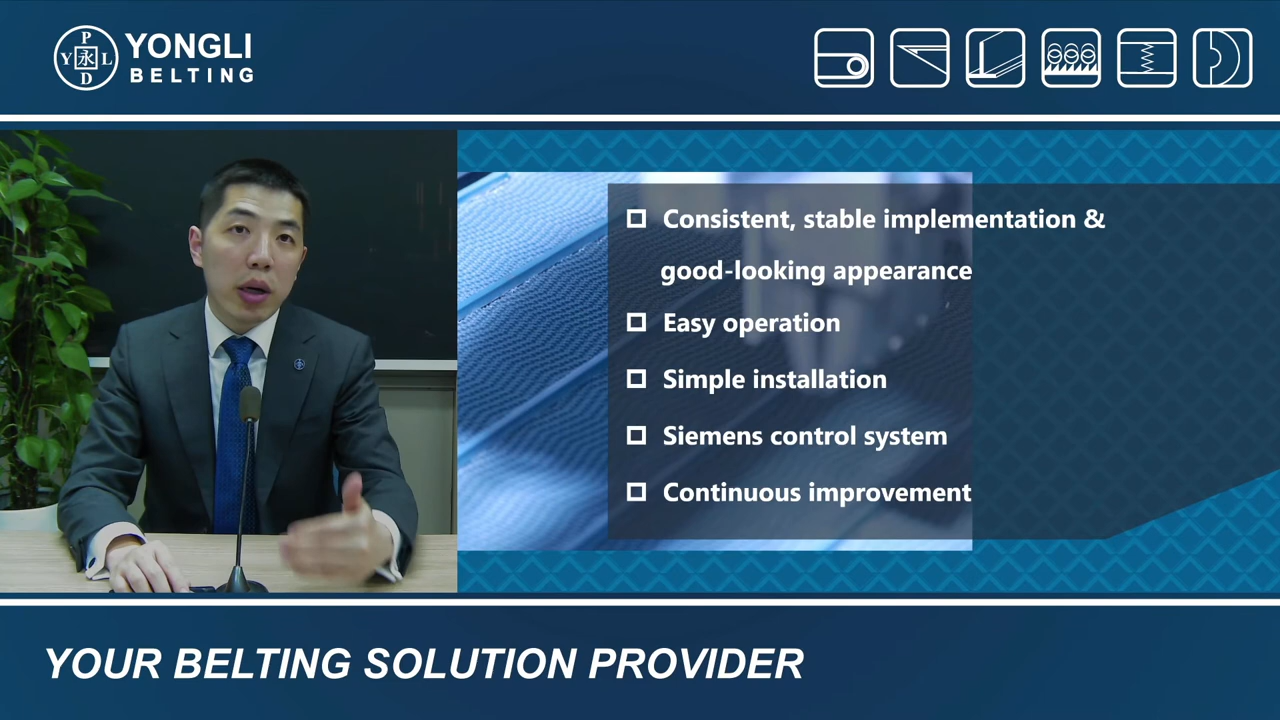 P
Y 永 L
D
YONGLI
BELTING
Consistent, stable implementation &
good-looking appearance
Easy operation
Simple installation
Siemens control system
Continuous improvement
YOUR BELTING SOLUTION PROVIDER